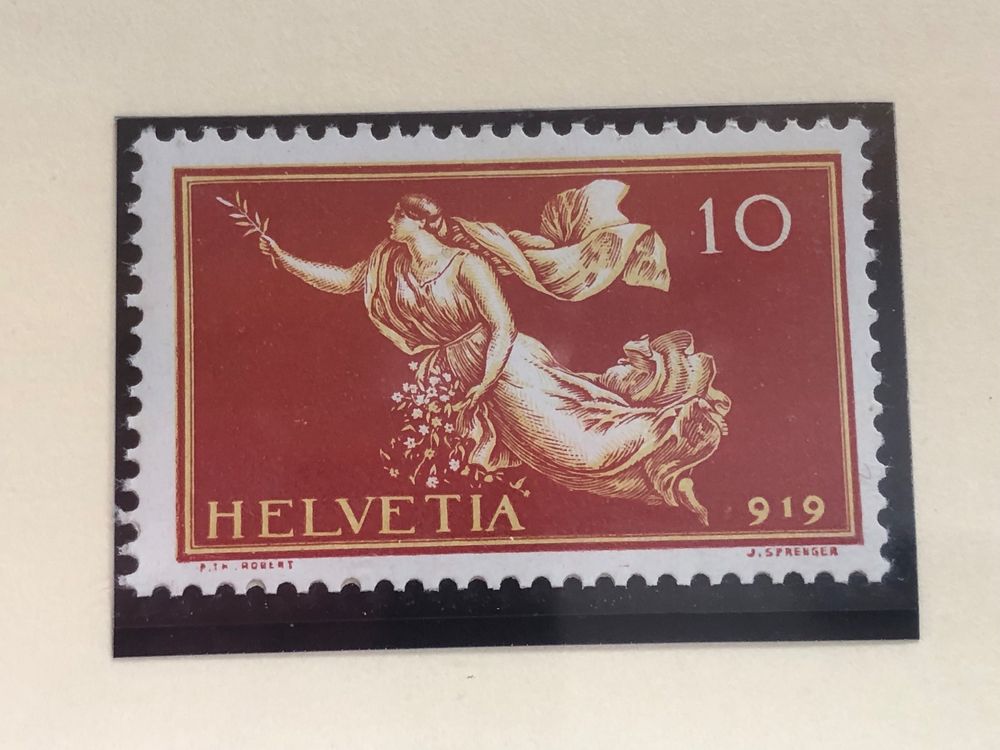 10
HELVETIA 919
P. TH. ROBERT J. SPRENGER